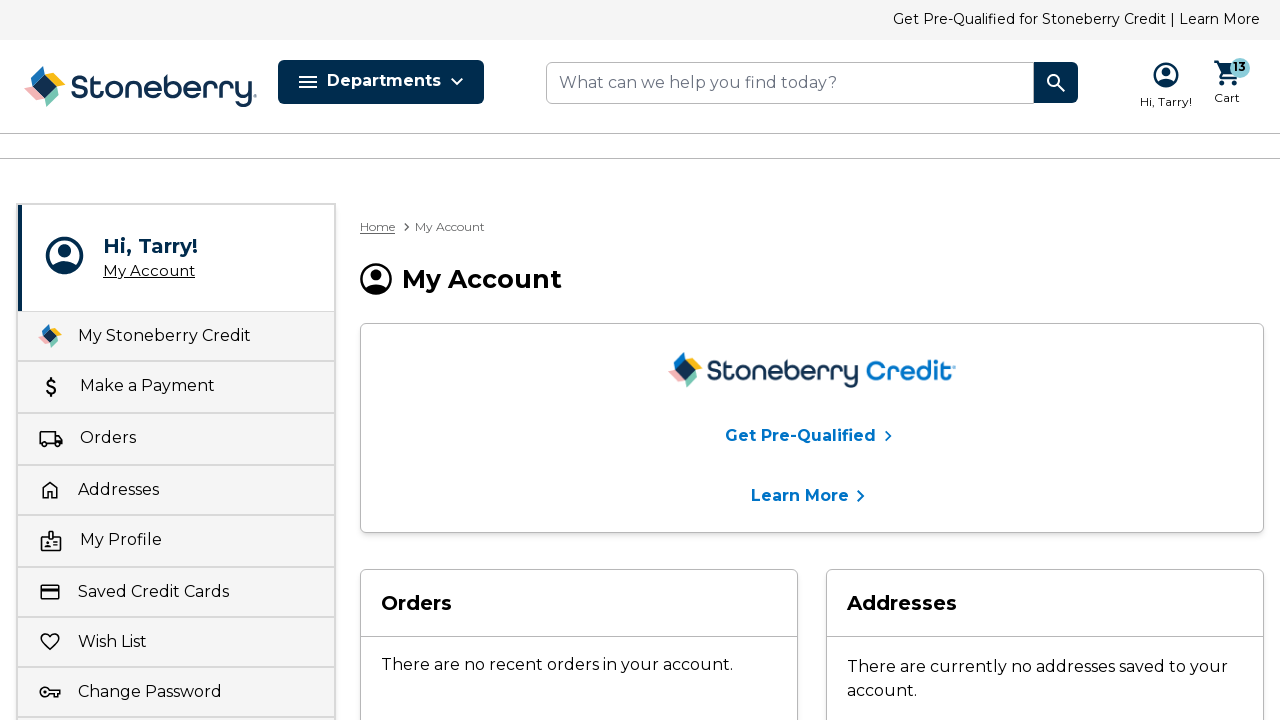 Get Pre-Qualified for Stoneberry Credit | Learn More
Stoneberry
Departments
What can we help you find today?
Hi, Tarry!
13
Cart
Hi, Tarry!
My Account
My Stoneberry Credit
Make a Payment
Orders
Addresses
My Profile
Saved Credit Cards
Wish List
Change Password
Home > My Account
My Account
Stoneberry Credit
Get Pre-Qualified
Learn More
Orders
There are no recent orders in your account.
Addresses
There are currently no addresses saved to your
account.